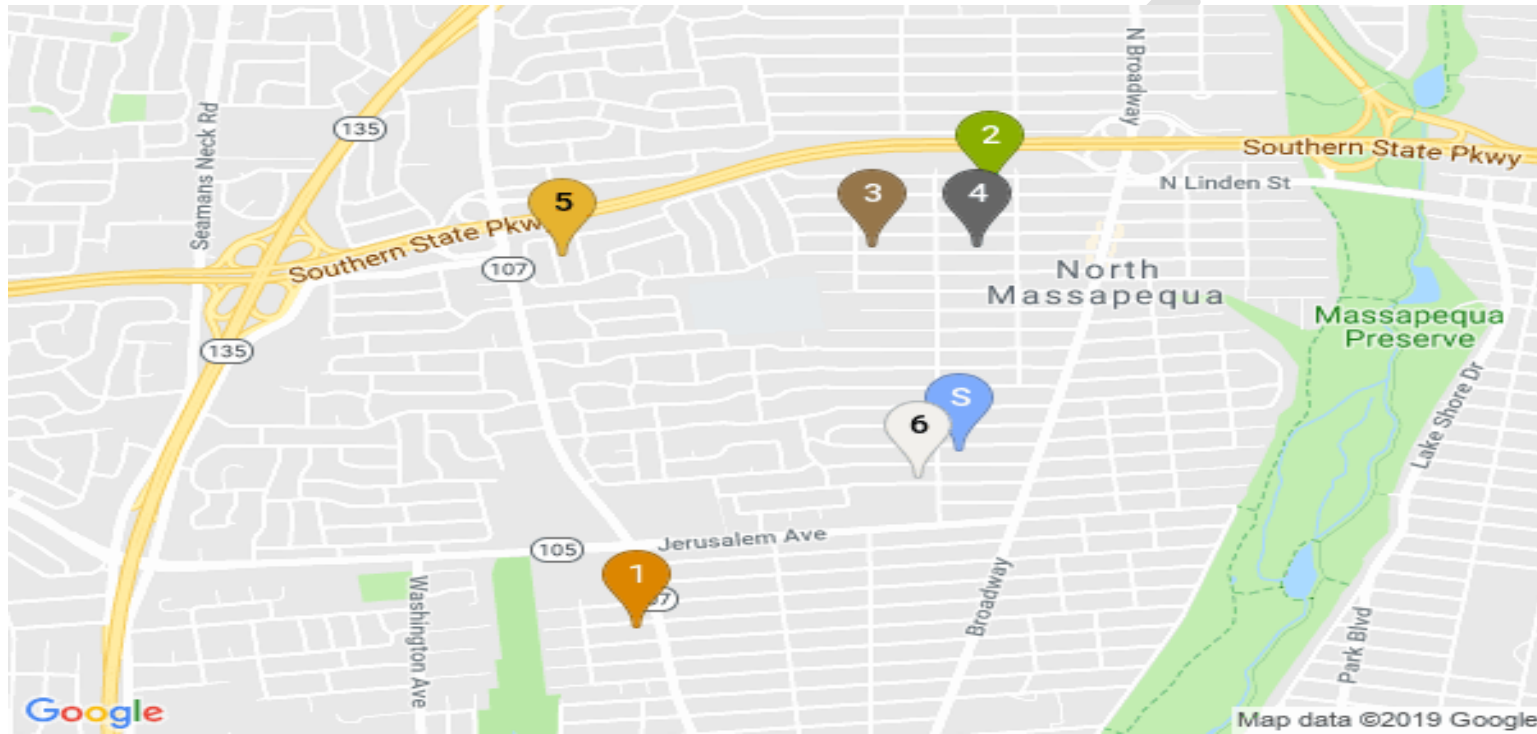 N Broadway
135
Seamans Neck Rd
2
Southern State Pkwy
N Linden St
3
4
5
Southern State Pkw
107
North
Massapequa
Massapequa
Preserve
135
S
6
Lake Shore Dr
105
Jerusalem Ave
1
Washington Ave
Broadway
Park Blvd
Google
Map data ©2019 Google